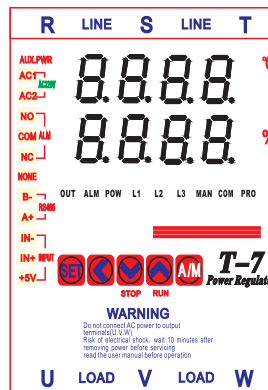 R LINE S LINE T
AUX.PWR
AC1
AC220V
AC2
8.8.8.8 ℃
NO
COM ALM
NC
8.8.8.8 %
NONE
B-
RS485
A+
OUT ALM POW L1 L2 L3 MAN COM PRO
IN-
IN+ INPUT
+5V
SET A/M
STOP RUN
T-7
Power Regulator
WARNING
Do not connect AC power to output
terminals(U.V.W)
Risk of electrical shock. wait 10 minutes after
removing power before servicing
read the user manual before operation
U LOAD V LOAD W